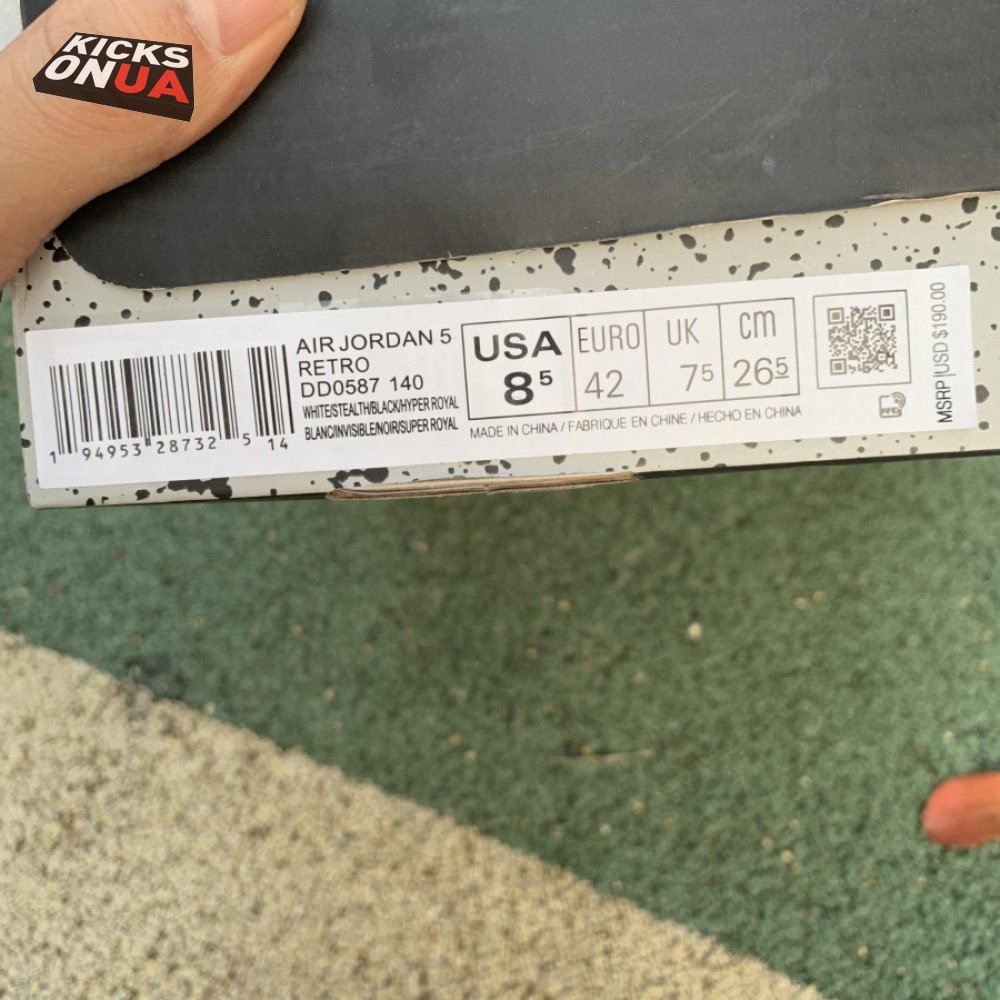 KICKS
ONUA
AIR JORDAN 5
RETRO
DD0587 140
WHITE/STEALTH/BLACK/HYPER ROYAL
BLANC/INVISIBLE/NOIR/SUPER ROYAL
1 94953 28732 5 14
USA
8⁵
EURO
42
UK
7⁵
cm
26⁵
MADE IN CHINA / FABRIQUE EN CHINE / HECHO EN CHINA
MSRP|USD $190.00